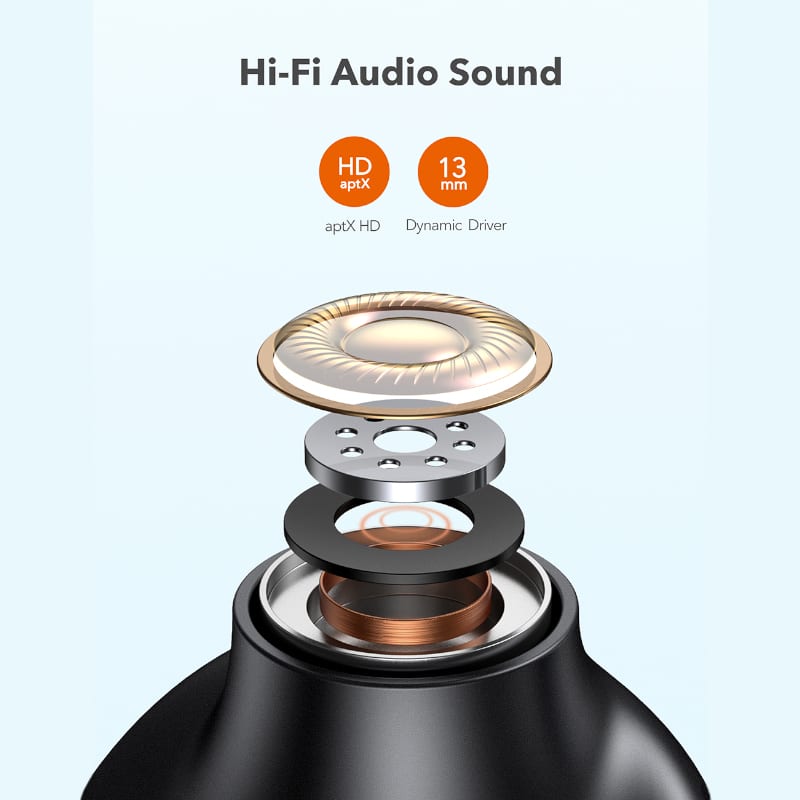 Hi-Fi Audio Sound
HD
aptX
13
mm
aptX HD
Dynamic Driver